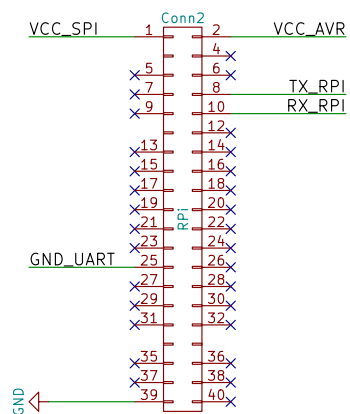 Conn2
VCC_SPI 1 2 VCC_AVR
4
5 6
7 8 TX_RPI
9 10 RX_RPI
12
13 14
15 16
17 18
19 20
21 22
23 24
GND_UART 25 26
27 28
29 30
31 32
35 36
37 38
GND 39 40
RPi